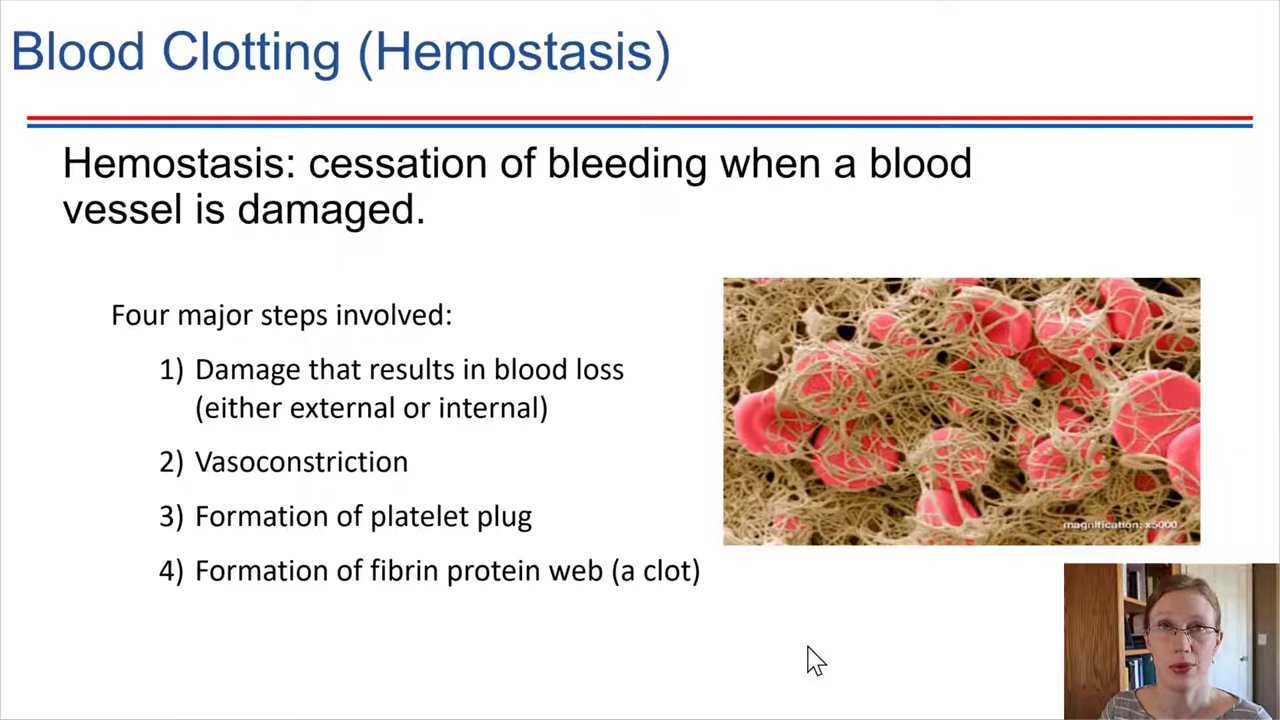 Blood Clotting (Hemostasis)
Hemostasis: cessation of bleeding when a blood
vessel is damaged.
Four major steps involved:
1) Damage that results in blood loss
(either external or internal)
2) Vasoconstriction
3) Formation of platelet plug
4) Formation of fibrin protein web (a clot)
magnification: x5000